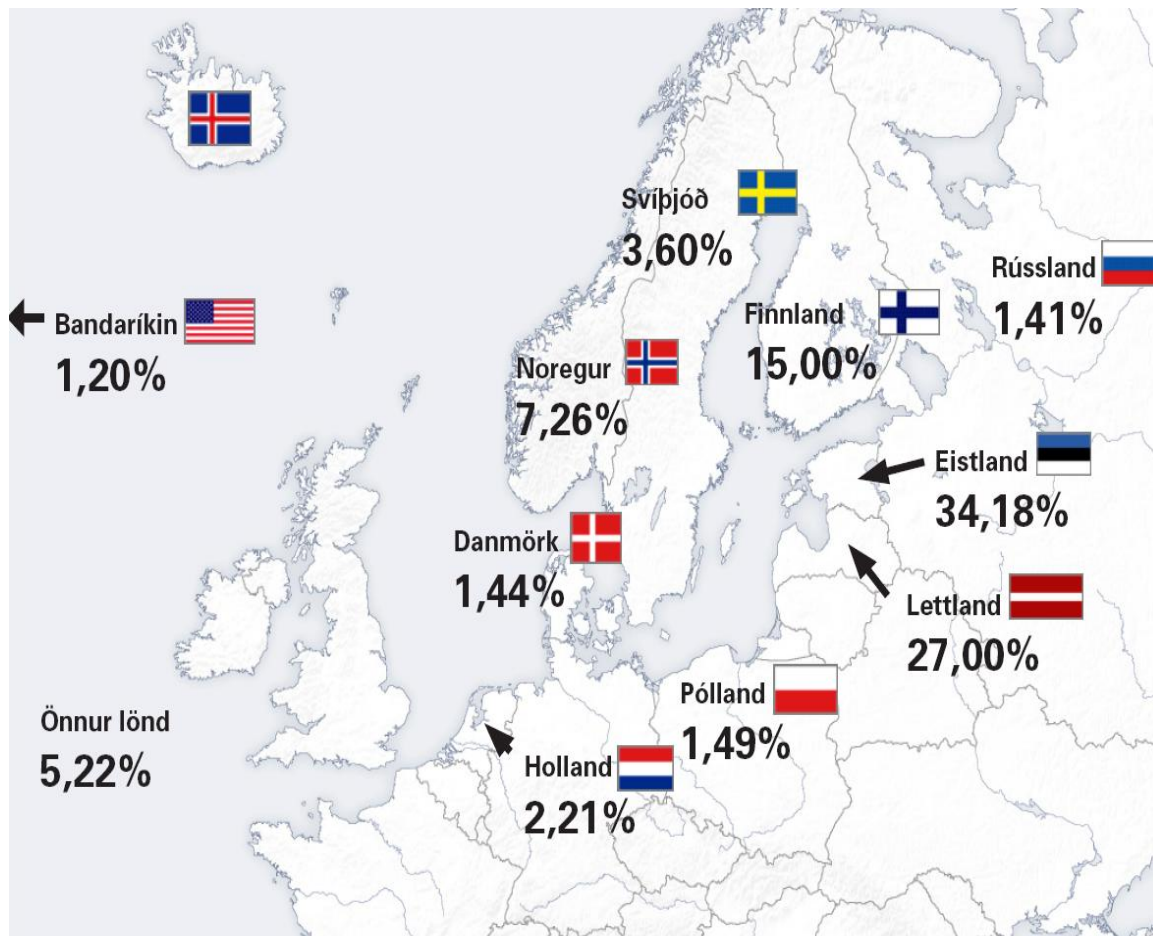 Svíþjóð
3,60%
Rússland
1,41%
Bandaríkin
1,20%
Finnland
15,00%
Noregur
7,26%
Eistland
34,18%
Danmörk
1,44%
Lettland
27,00%
Pólland
1,49%
Önnur lönd
5,22%
Holland
2,21%